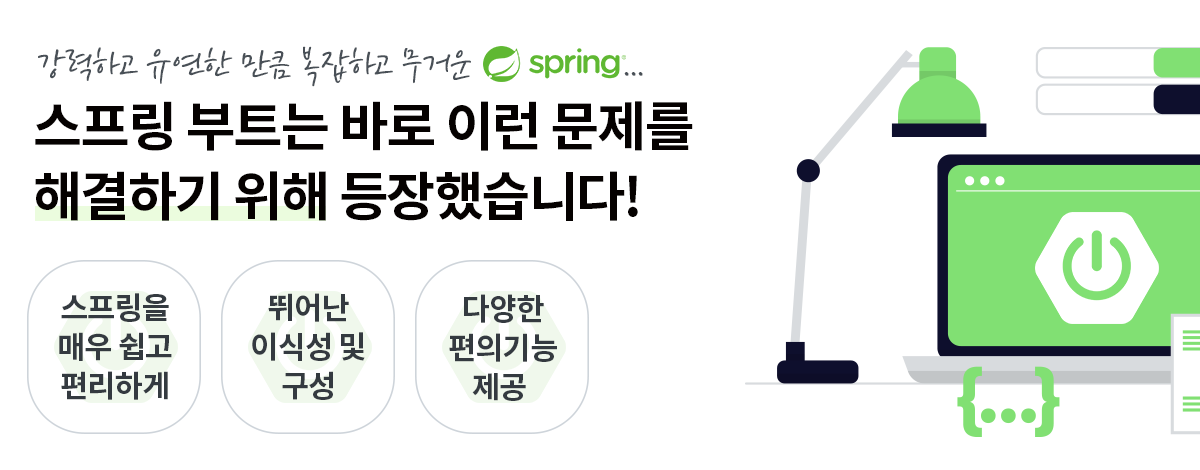 강력하고 유연한 만큼 복잡하고 무거운 spring...
스프링 부트는 바로 이런 문제를
해결하기 위해 등장했습니다!
스프링을
매우 쉽고
편리하게
뛰어난
이식성 및
구성
다양한
편의기능
제공
{...}